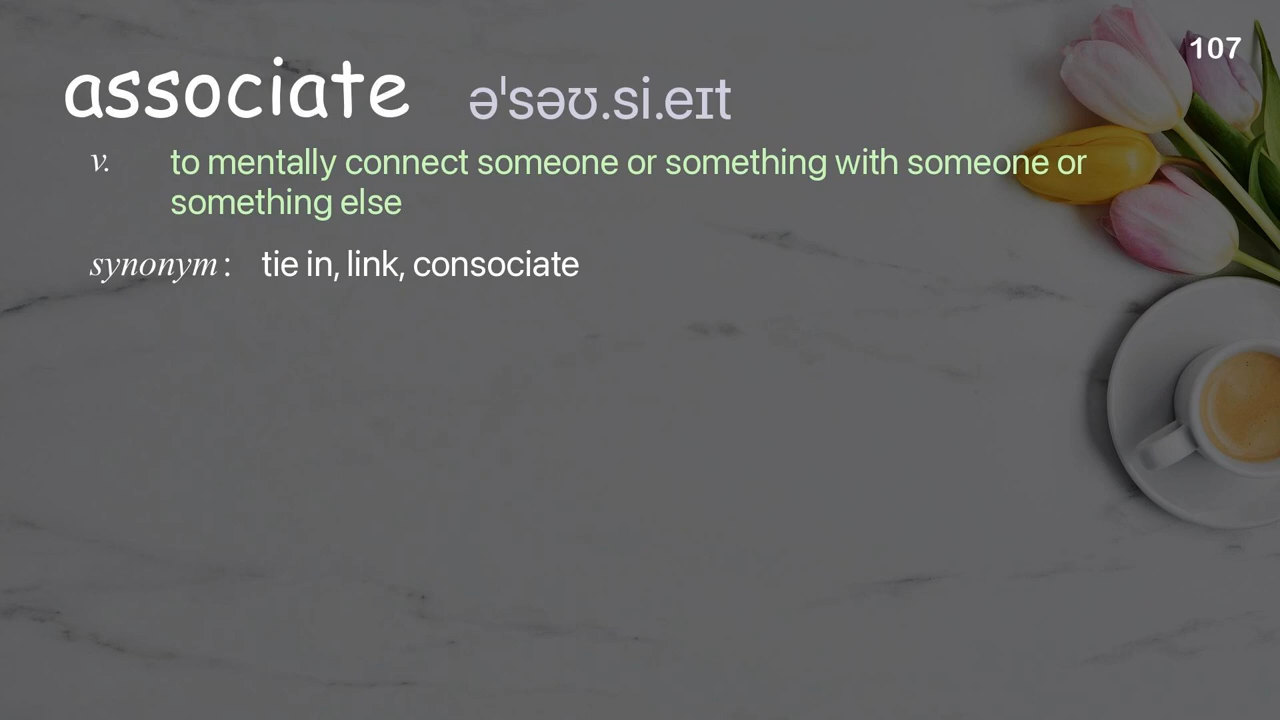 107
associate əˈsəʊ.si.eɪt
v. to mentally connect someone or something with someone or
something else
synonym : tie in, link, consociate